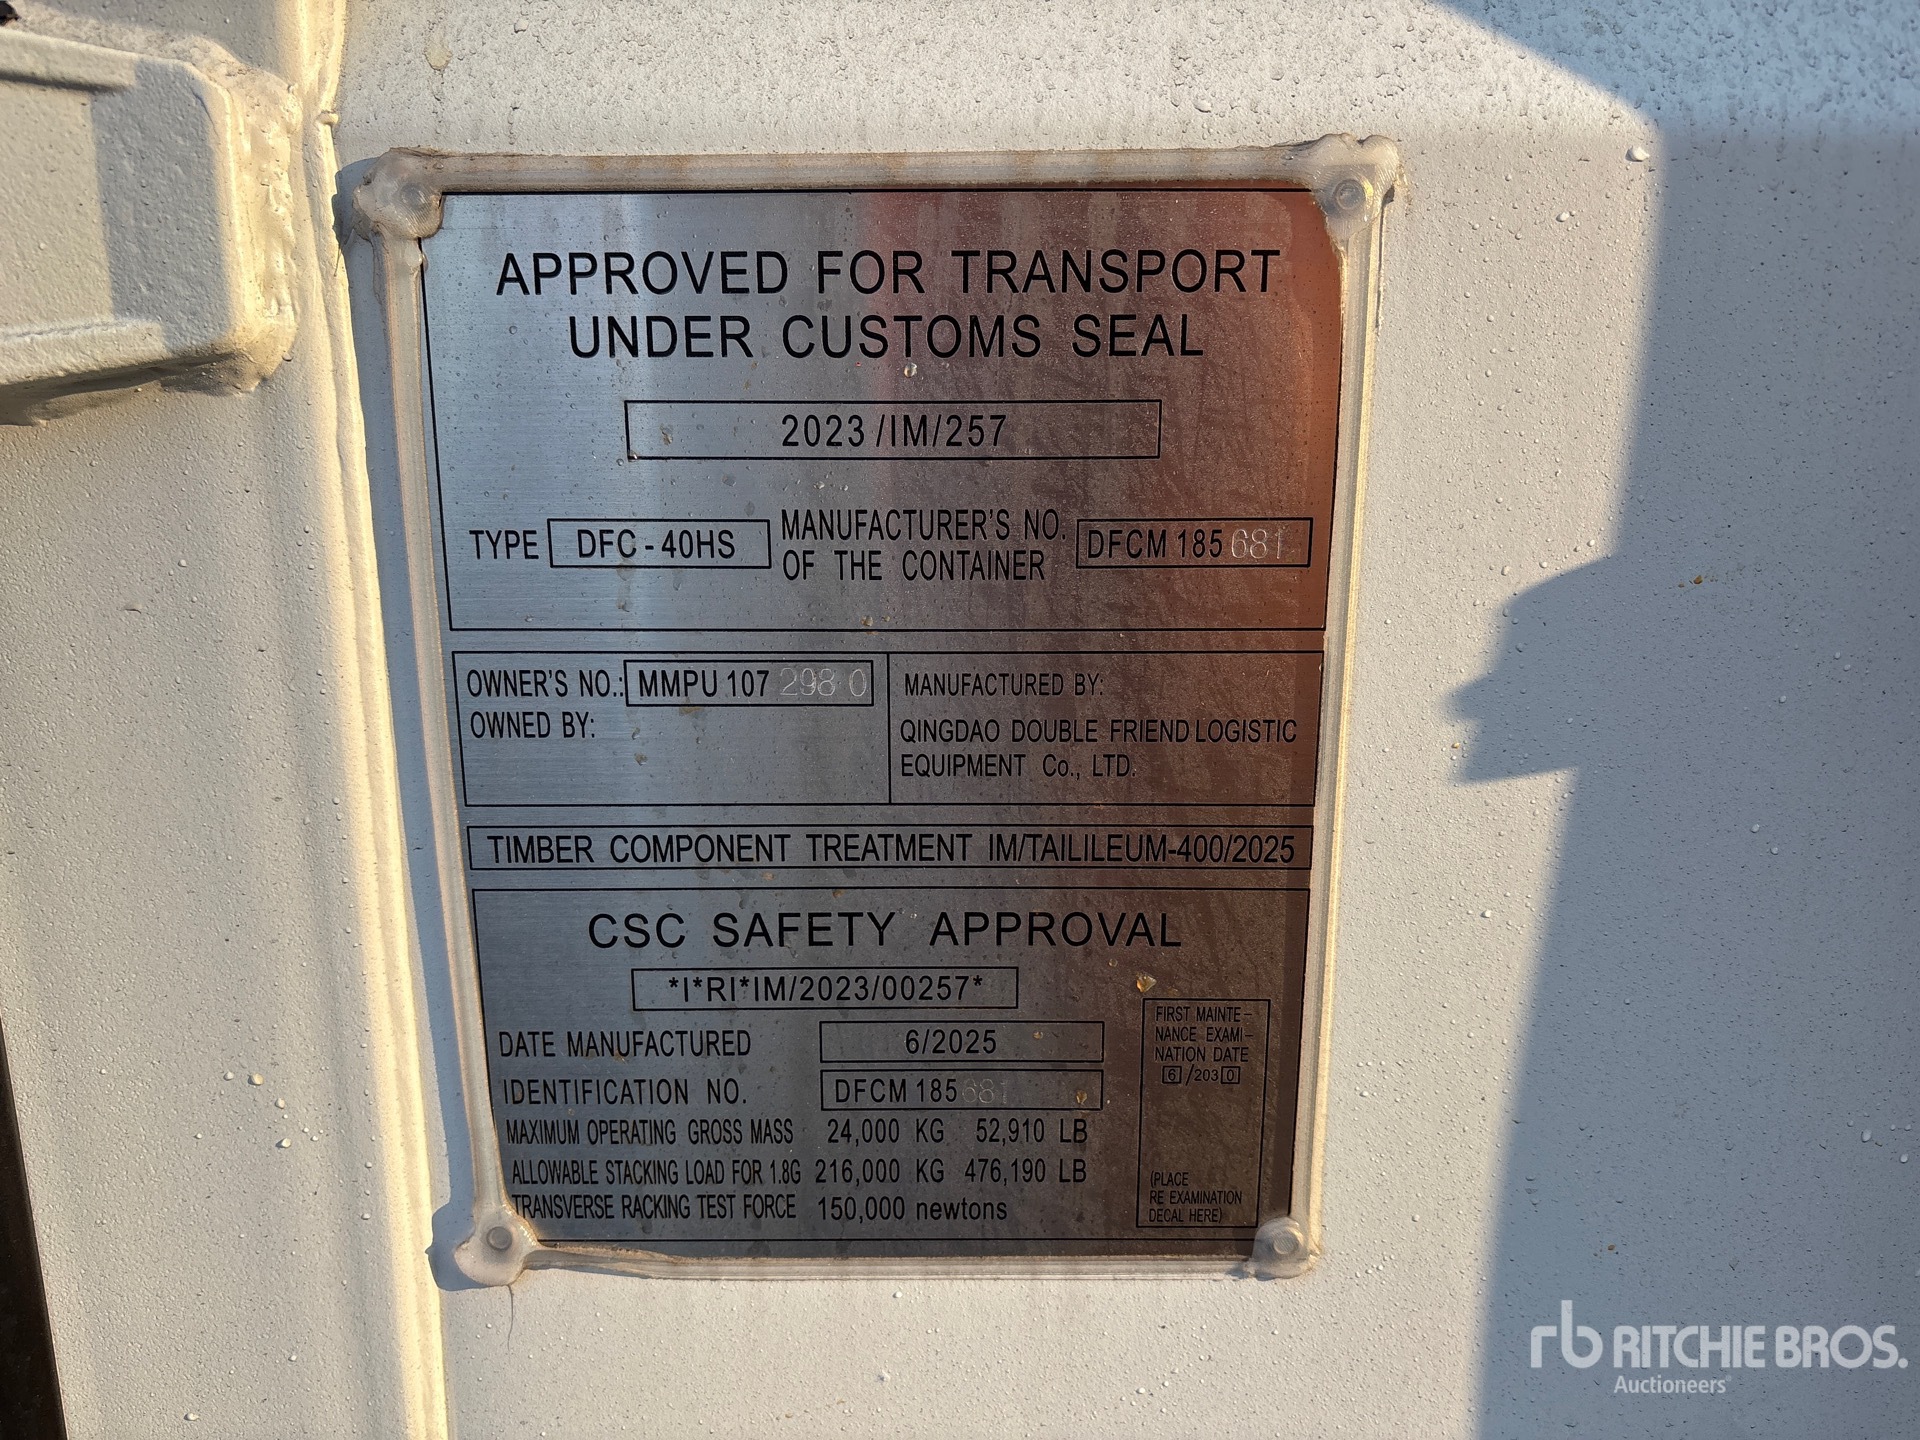 APPROVED FOR TRANSPORT
UNDER CUSTOMS SEAL
2023/IM/257
TYPE DFC-40HS MANUFACTURER'S NO. OF THE CONTAINER DFCM 185 681
OWNER'S NO.: MMPU 107 298 0
OWNED BY:
MANUFACTURED BY:
QINGDAO DOUBLE FRIEND LOGISTIC
EQUIPMENT Co., LTD.
TIMBER COMPONENT TREATMENT IM/TAILILEUM-400/2025
CSC SAFETY APPROVAL
*I*RI*IM/2023/00257*
DATE MANUFACTURED 6/2025
IDENTIFICATION NO. DFCM 185 681
MAXIMUM OPERATING GROSS MASS 24,000 KG 52,910 LB
ALLOWABLE STACKING LOAD FOR 1.8G 216,000 KG 476,190 LB
TRANSVERSE RACKING TEST FORCE 150,000 newtons
FIRST MAINTE-
NANCE EXAMI-
NATION DATE
6/2030
(PLACE
RE EXAMINATION
DECAL HERE)
rb RITCHIE BROS.
Auctioneers